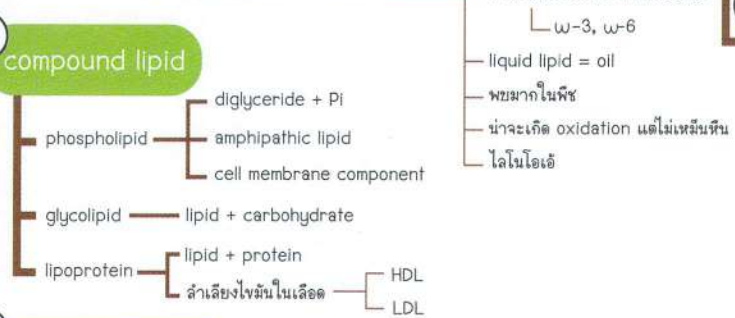 ω-3, ω-6
liquid lipid = oil
พบมากในพืช
น่าจะเกิด oxidation แต่ไม่เหม็นหืน
ไลโนโอเอ้
compound lipid
phospholipid
diglyceride + Pi
amphipathic lipid
cell membrane component
glycolipid
lipid + carbohydrate
lipoprotein
lipid + protein
ลำเลียงไขมันในเลือด
HDL
LDL